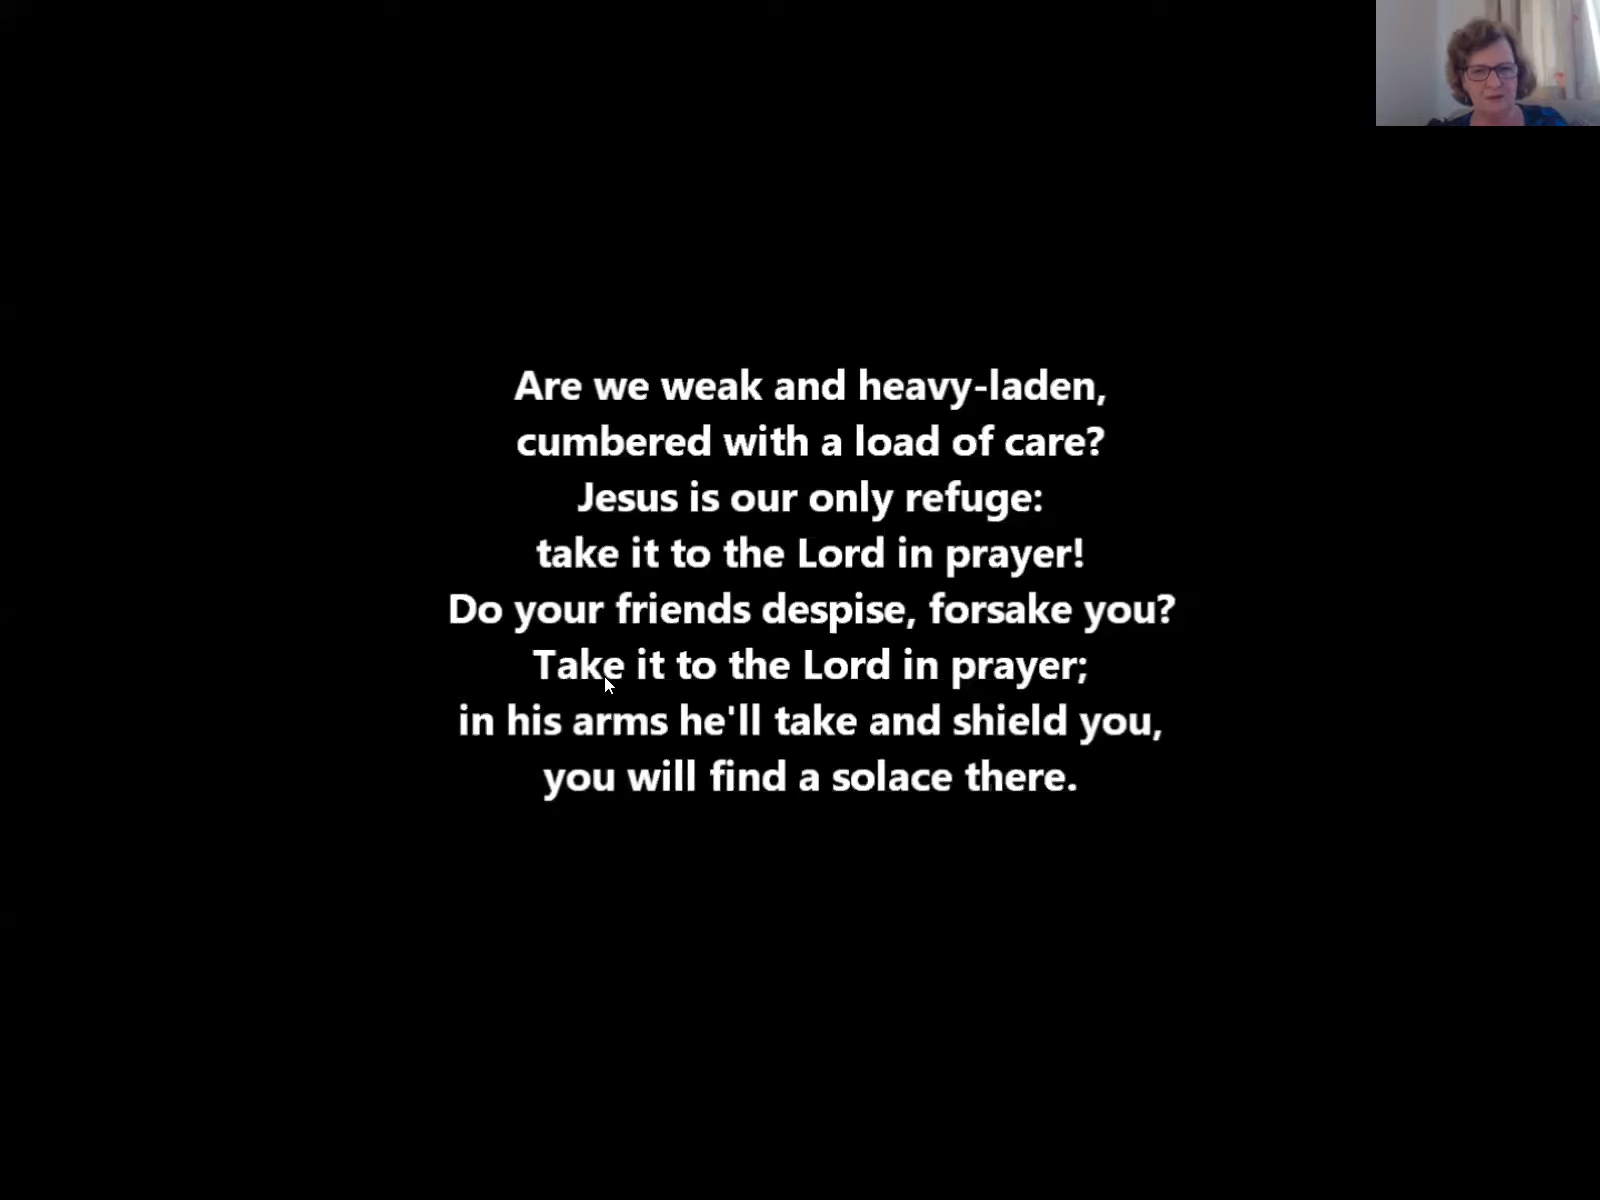 Are we weak and heavy-laden,
cumbered with a load of care?
Jesus is our only refuge:
take it to the Lord in prayer!
Do your friends despise, forsake you?
Take it to the Lord in prayer;
in his arms he'll take and shield you,
you will find a solace there.